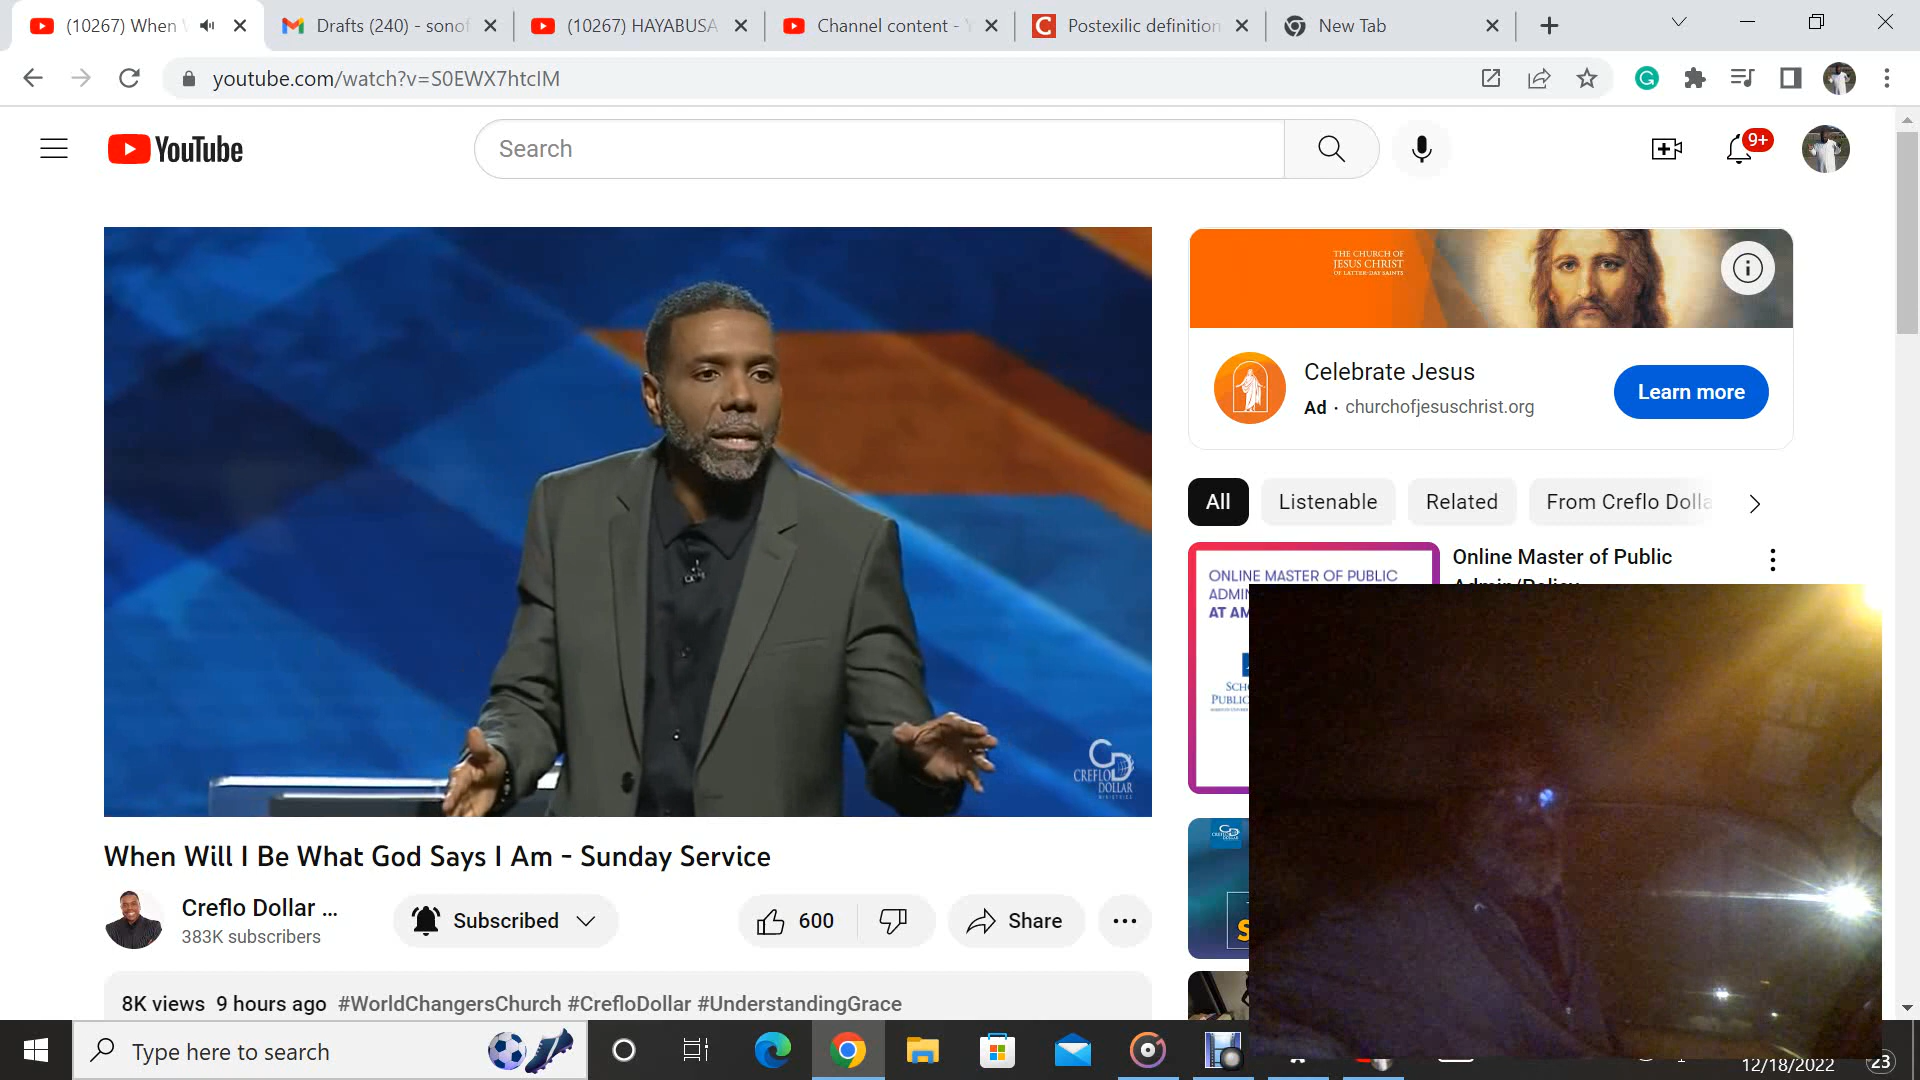 (10267) When
Drafts (240) - sonof
(10267) HAYABUSA
Channel content -
Postexilic definition
New Tab
youtube.com/watch?v=S0EWX7htcIM
YouTube
Search
9+
THE CHURCH OF
JESUS CHRIST
OF LATTER-DAY SAINTS
Celebrate Jesus
Ad · churchofjesuschrist.org
Learn more
All
Listenable
Related
From Creflo Dolla
ONLINE MASTER OF PUBLIC
Online Master of Public
CD
CREFLO
DOLLAR
MINISTRIES
When Will I Be What God Says I Am - Sunday Service
Creflo Dollar ...
383K subscribers
Subscribed
600
Share
8K views 9 hours ago #WorldChangersChurch #CrefloDollar #UnderstandingGrace
Type here to search
12/18/2022
23